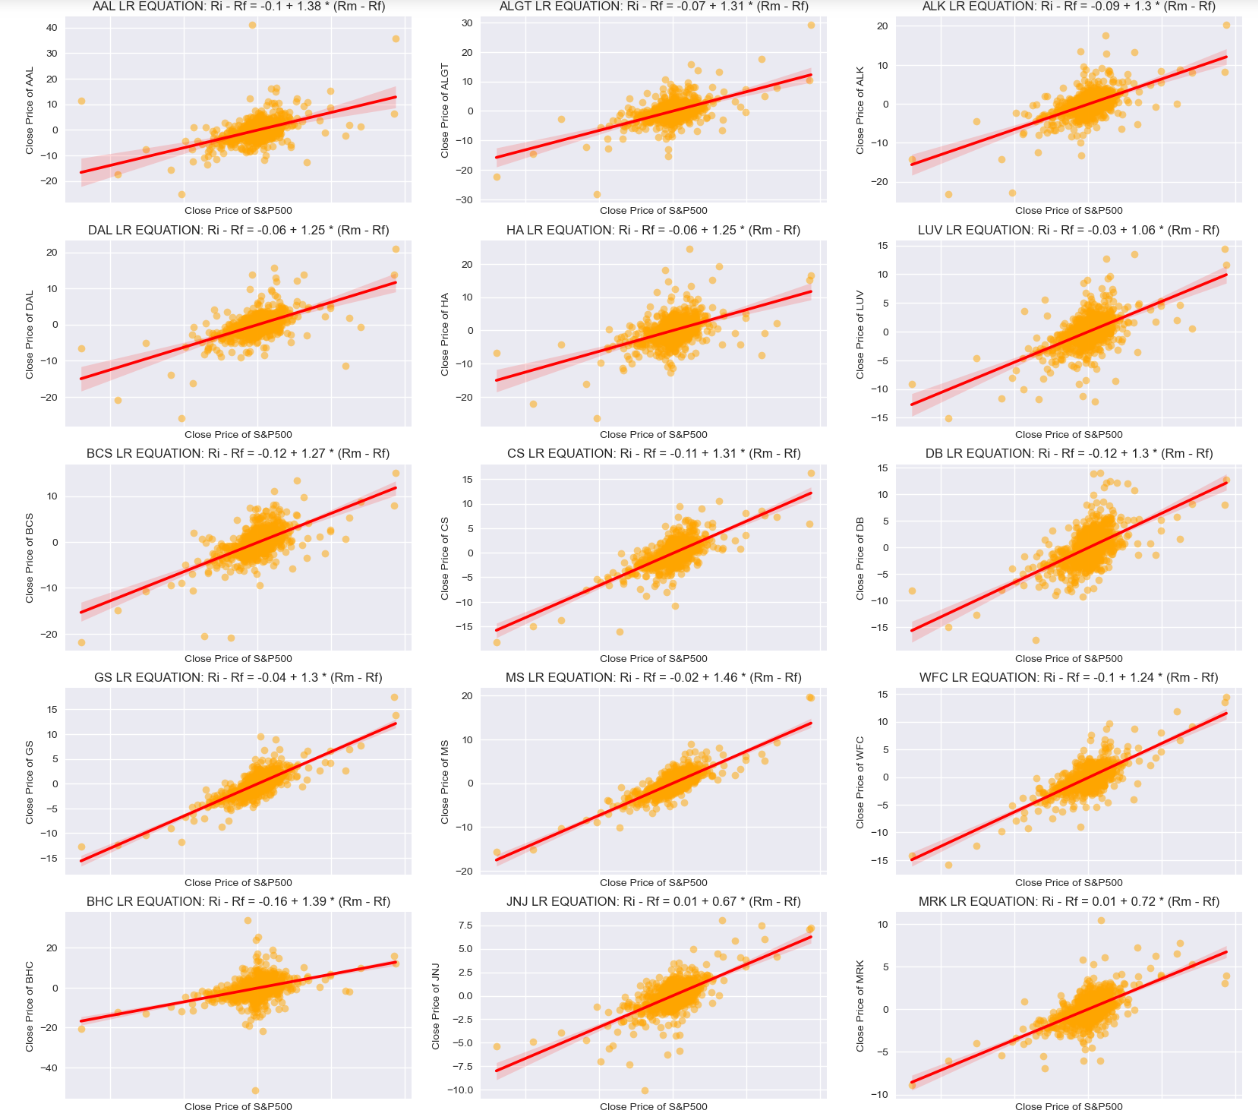 AAL LR EQUATION: Ri - Rf = -0.1 + 1.38 * (Rm - Rf)
Close Price of AAL
40
30
20
10
0
−10
−20
Close Price of S&P500
ALGT LR EQUATION: Ri - Rf = -0.07 + 1.31 * (Rm - Rf)
Close Price of ALGT
30
20
10
0
−10
−20
−30
Close Price of S&P500
ALK LR EQUATION: Ri - Rf = -0.09 + 1.3 * (Rm - Rf)
Close Price of ALK
20
10
0
−10
−20
Close Price of S&P500
DAL LR EQUATION: Ri - Rf = -0.06 + 1.25 * (Rm - Rf)
Close Price of DAL
20
10
0
−10
−20
Close Price of S&P500
HA LR EQUATION: Ri - Rf = -0.06 + 1.25 * (Rm - Rf)
Close Price of HA
20
10
0
−10
−20
Close Price of S&P500
LUV LR EQUATION: Ri - Rf = -0.03 + 1.06 * (Rm - Rf)
Close Price of LUV
15
10
5
0
−5
−10
−15
Close Price of S&P500
BCS LR EQUATION: Ri - Rf = -0.12 + 1.27 * (Rm - Rf)
Close Price of BCS
10
0
−10
−20
Close Price of S&P500
CS LR EQUATION: Ri - Rf = -0.11 + 1.31 * (Rm - Rf)
Close Price of CS
15
10
5
0
−5
−10
−15
Close Price of S&P500
DB LR EQUATION: Ri - Rf = -0.12 + 1.3 * (Rm - Rf)
Close Price of DB
15
10
5
0
−5
−10
−15
Close Price of S&P500
GS LR EQUATION: Ri - Rf = -0.04 + 1.3 * (Rm - Rf)
Close Price of GS
15
10
5
0
−5
−10
−15
Close Price of S&P500
MS LR EQUATION: Ri - Rf = -0.02 + 1.46 * (Rm - Rf)
Close Price of MS
20
10
0
−10
−20
Close Price of S&P500
WFC LR EQUATION: Ri - Rf = -0.1 + 1.24 * (Rm - Rf)
Close Price of WFC
15
10
5
0
−5
−10
−15
Close Price of S&P500
BHC LR EQUATION: Ri - Rf = -0.16 + 1.39 * (Rm - Rf)
Close Price of BHC
20
0
−20
−40
Close Price of S&P500
JNJ LR EQUATION: Ri - Rf = 0.01 + 0.67 * (Rm - Rf)
Close Price of JNJ
7.5
5.0
2.5
0.0
−2.5
−5.0
−7.5
−10.0
Close Price of S&P500
MRK LR EQUATION: Ri - Rf = 0.01 + 0.72 * (Rm - Rf)
Close Price of MRK
10
5
0
−5
−10
Close Price of S&P500